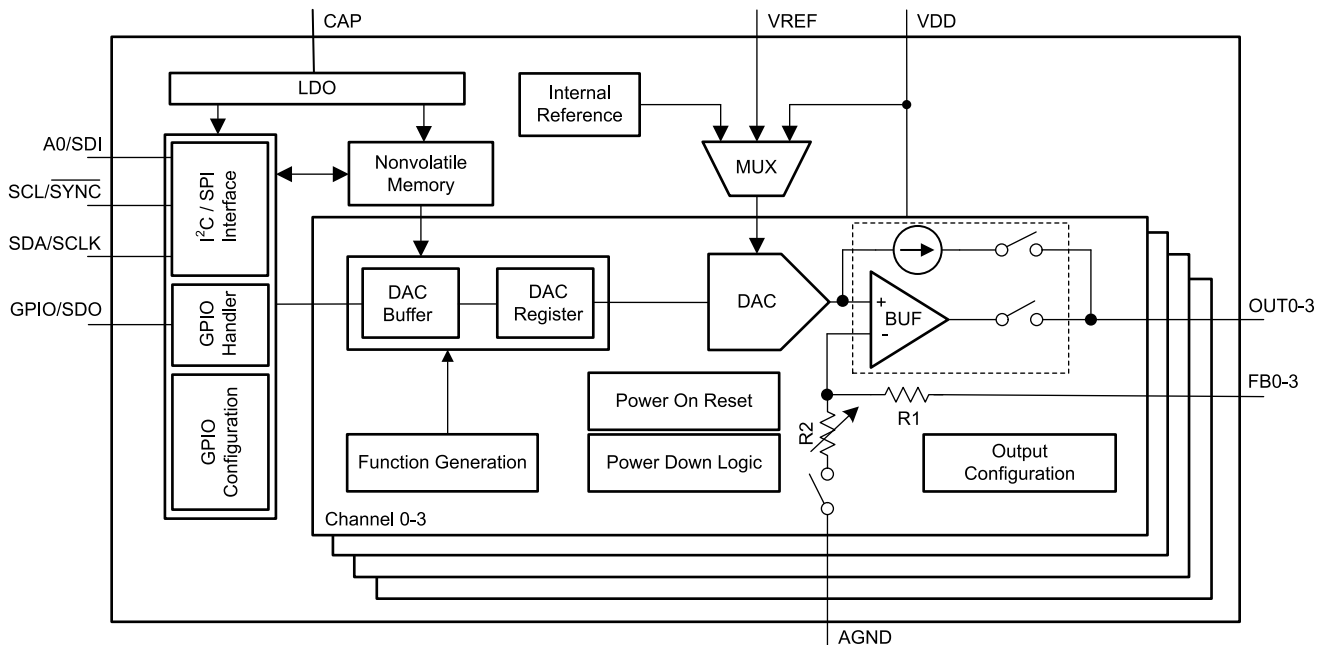 CAP
VREF
VDD
LDO
Internal
Reference
A0/SDI
SCL/SYNC
SDA/SCLK
GPIO/SDO
I²C / SPI
Interface
GPIO
Handler
GPIO
Configuration
Nonvolatile
Memory
MUX
DAC
Buffer
DAC
Register
DAC
+
BUF
-
OUT0-3
FB0-3
R1
R2
Function Generation
Power On Reset
Power Down Logic
Output
Configuration
Channel 0-3
AGND